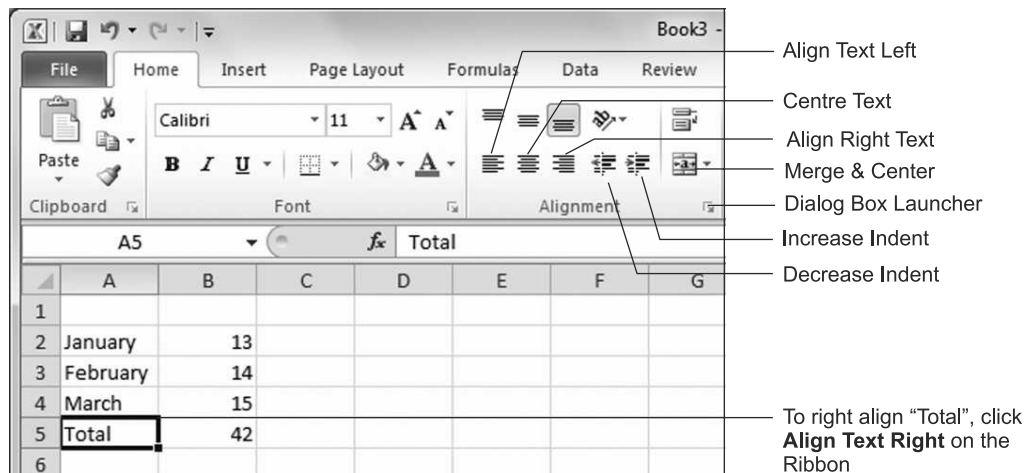 Book3 -
File Home Insert Page Layout Formulas Data Review
Align Text Left
Centre Text
Calibri 11 A A
Align Right Text
Paste B I U A a
Merge & Center
Clipboard Font Alignment
Dialog Box Launcher
A5 fx Total
Increase Indent
Decrease Indent
A B C D E F G
1
2 January 13
3 February 14
4 March 15
5 Total 42
6
To right align “Total”, click
Align Text Right on the
Ribbon